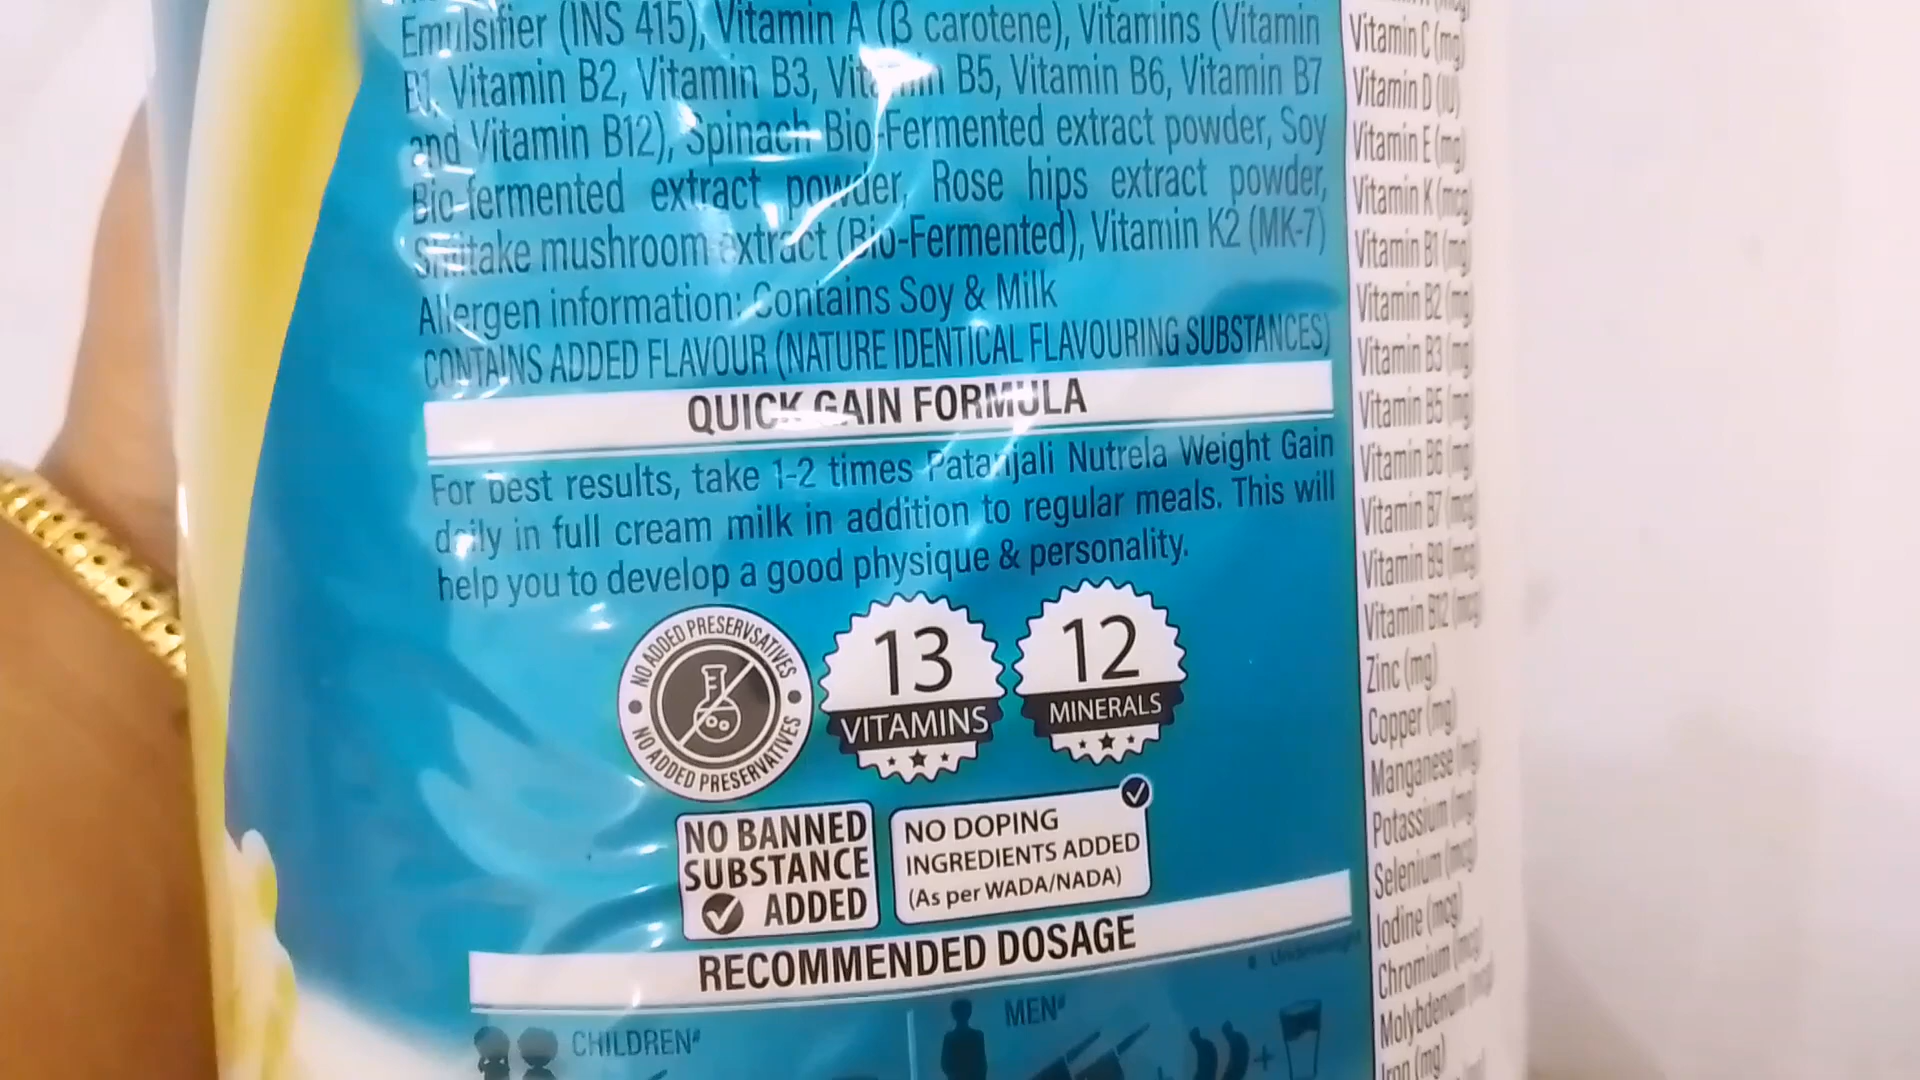 Emulsifier (INS 415), Vitamin A (β carotene), Vitamins (Vitamin
B1, Vitamin B2, Vitamin B3, Vitamin B5, Vitamin B6, Vitamin B7
and Vitamin B12), Spinach Bio-Fermented extract powder, Soy
Bio-fermented extract powder, Rose hips extract powder,
Shiitake mushroom extract (Bio-Fermented), Vitamin K2 (MK-7)
Allergen information: Contains Soy & Milk
CONTAINS ADDED FLAVOUR (NATURE IDENTICAL FLAVOURING SUBSTANCES)
QUICK GAIN FORMULA
For best results, take 1-2 times Patanjali Nutrela Weight Gain
daily in full cream milk in addition to regular meals. This will
help you to develop a good physique & personality.
NO ADDED PRESERVSATIVES
NO ADDED PRESERVATIVES
13
VITAMINS
12
MINERALS
NO BANNED
SUBSTANCE
ADDED
NO DOPING
INGREDIENTS ADDED
(As per WADA/NADA)
RECOMMENDED DOSAGE
# Underweight
CHILDREN#
MEN#
+
Vitamin C (mg)
Vitamin D (IU)
Vitamin E (mg)
Vitamin K (mcg)
Vitamin B1 (mg)
Vitamin B2 (mg)
Vitamin B3 (mg)
Vitamin B5 (mg)
Vitamin B6 (mg)
Vitamin B7 (mcg)
Vitamin B9 (mcg)
Vitamin B12 (mcg)
Zinc (mg)
Copper (mg)
Manganese (mg)
Potassium (mg)
Selenium (mcg)
Iodine (mcg)
Chromium (mcg)
Molybdenum (mcg)
Iron (mg)